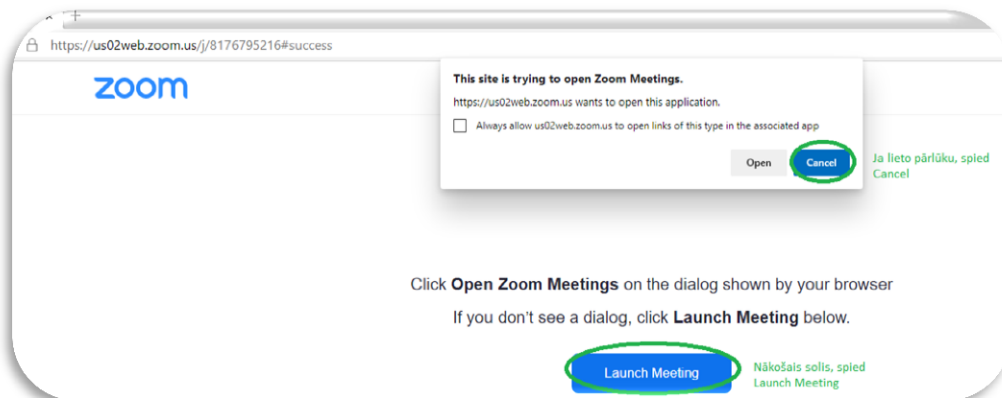 https://us02web.zoom.us/j/8176795216#success
zoom
This site is trying to open Zoom Meetings.
https://us02web.zoom.us wants to open this application.
Always allow us02web.zoom.us to open links of this type in the associated app
Open
Cancel
Ja lieto pārlūku, spied
Cancel
Click Open Zoom Meetings on the dialog shown by your browser
If you don't see a dialog, click Launch Meeting below.
Launch Meeting
Nākošais solis, spied
Launch Meeting